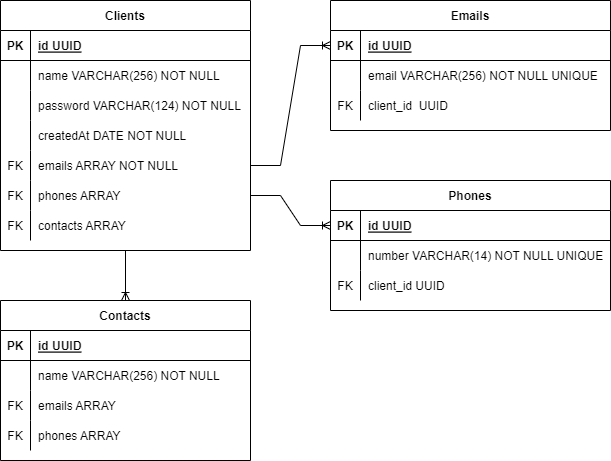 Clients
PK id UUID
name VARCHAR(256) NOT NULL
password VARCHAR(124) NOT NULL
createdAt DATE NOT NULL
FK emails ARRAY NOT NULL
FK phones ARRAY
FK contacts ARRAY
Emails
PK id UUID
email VARCHAR(256) NOT NULL UNIQUE
FK client_id UUID
Phones
PK id UUID
number VARCHAR(14) NOT NULL UNIQUE
FK client_id UUID
Contacts
PK id UUID
name VARCHAR(256) NOT NULL
FK emails ARRAY
FK phones ARRAY